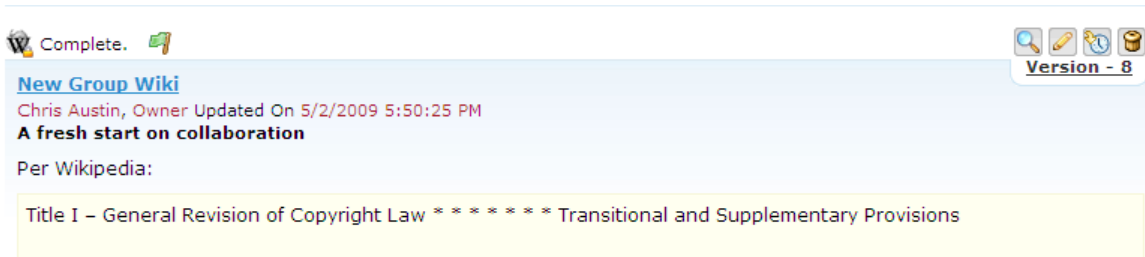 Complete.
Version - 8
New Group Wiki
Chris Austin, Owner Updated On 5/2/2009 5:50:25 PM
A fresh start on collaboration
Per Wikipedia:
Title I – General Revision of Copyright Law * * * * * * * Transitional and Supplementary Provisions